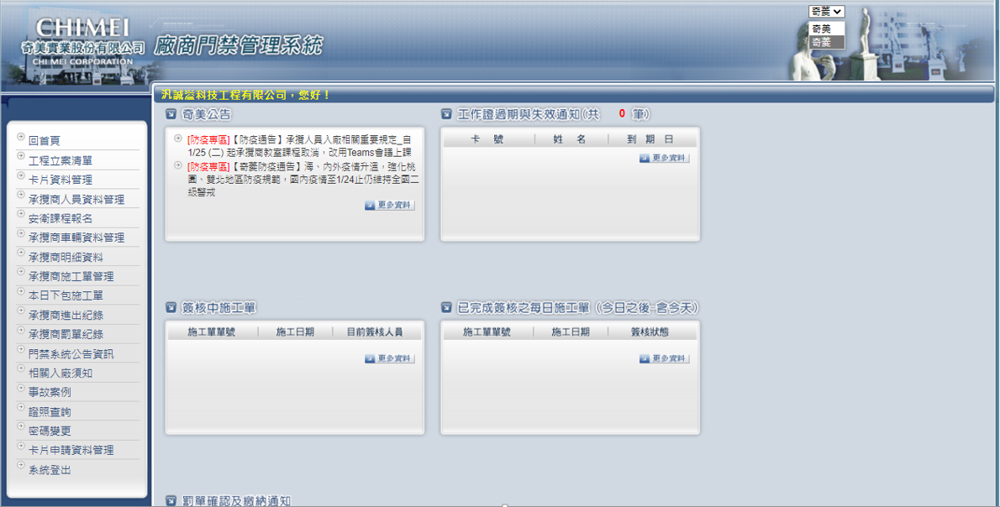 CHIMEI
奇美實業股份有限公司
CHI MEI CORPORATION
廠商門禁管理系統
奇菱
奇美
奇菱
汎誠瀅科技工程有限公司，您好！
回首頁
工程立案清單
卡片資料管理
承攬商人員資料管理
安衛課程報名
承攬商車輛資料管理
承攬商明細資料
承攬商施工單管理
本日下包施工單
承攬商進出紀錄
承攬商罰單紀錄
門禁系統公告資訊
相關入廠須知
事故案例
證照查詢
密碼變更
卡片申請資料管理
系統登出
奇美公告
[防疫專區]【防疫通告】承攬人員入廠相關重要規定_自
1/25 (二) 起承攬商教室課程取消，改用Teams會議上課
[防疫專區]【奇菱防疫通告】海、內外疫情升溫，強化桃
園、雙北地區防疫規範，國內疫情至1/24止仍維持全國二
級警戒
更多資料
工作證過期與失效通知(共 0 筆)
卡 號 姓 名 到 期 日
更多資料
簽核中施工單
施工單單號 施工日期 目前簽核人員
更多資料
已完成簽核之每日施工單 (今日之後-含今天)
施工單單號 施工日期 簽核狀態
更多資料
罰單確認及繳納通知